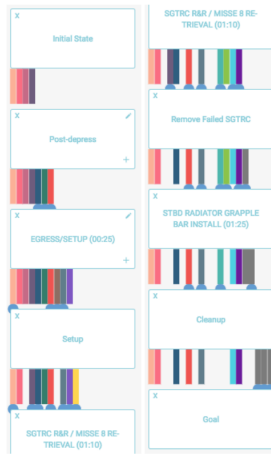 X
Initial State
X
Post-depress
+
X
EGRESS/SETUP (00:25)
+
X
Setup
X
SGTRC R&R / MISSE 8 RE-
TRIEVAL (01:10)
SGTRC R&R / MISSE 8 RE-
TRIEVAL (01:10)
X
Remove Failed SGTRC
X
STBD RADIATOR GRAPPLE
BAR INSTALL (01:25)
X
Cleanup
X
Goal